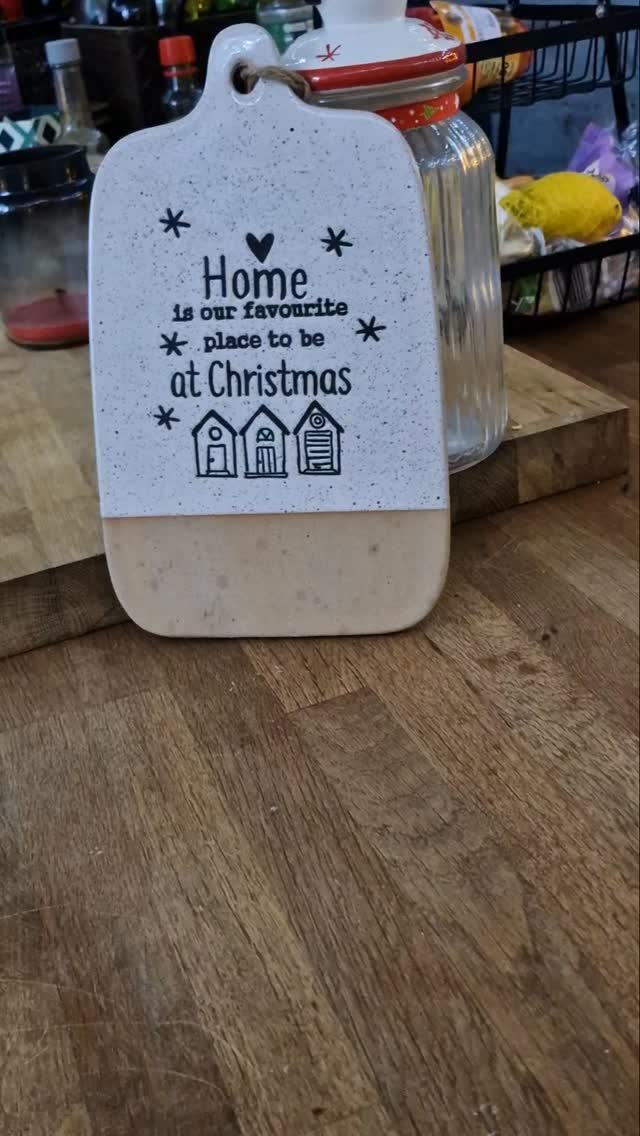 Home
is our favourite
place to be
at Christmas